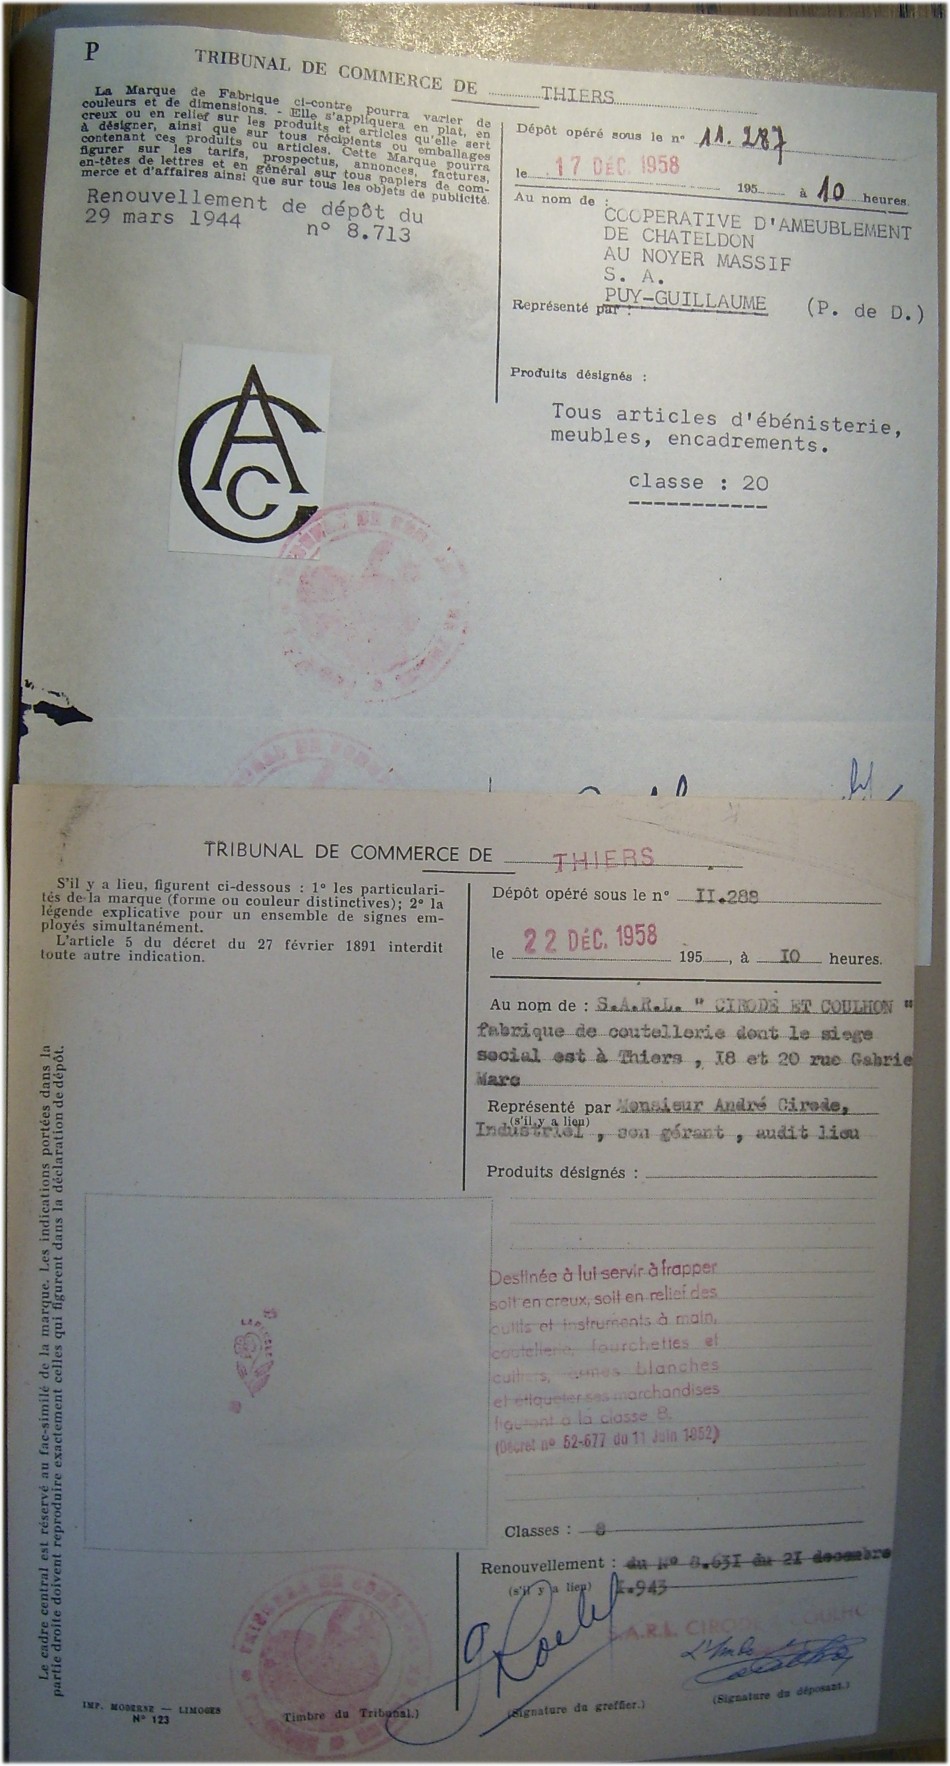 P
TRIBUNAL DE COMMERCE DE THIERS
La Marque de Fabrique ci-contre pourra varier de
couleurs et de dimensions. - Elle s'appliquera en plat, en
creux ou en relief sur les produits et articles qu'elle sert
à désigner, ainsi que sur tous récipients ou emballages
contenant ces produits ou articles. Cette Marque pourra
figurer sur les tarifs, prospectus, annonces, factures,
en-têtes de lettres et en général sur tous papiers de com-
merce et d'affaires ainsi que sur tous les objets de publicité.
Renouvellement de dépôt du
29 mars 1944 n° 8.713
Dépôt opéré sous le n° 11.287
le 17 DÉC. 1958 195 à 10 heures.
Au nom de :
COOPERATIVE D'AMEUBLEMENT
DE CHATELDON
AU NOYER MASSIF
S. A.
PUY-GUILLAUME (P. de D.)
Représenté par :
Produits désignés :
Tous articles d'ébénisterie,
meubles, encadrements.
classe : 20
CAC
TRIBUNAL DE COMMERCE DE THIERS
S'il y a lieu, figurent ci-dessous : 1° les particulari-
tés de la marque (forme ou couleur distinctives); 2° la
légende explicative pour un ensemble de signes em-
ployés simultanément.
L'article 5 du décret du 27 février 1891 interdit
toute autre indication.
Dépôt opéré sous le n° II.288
le 22 DÉC. 1958 195 , à IO heures.
Au nom de : S.A.R.L. " CIRODE ET COULHON "
fabrique de coutellerie dont le siege
social est à Thiers , I8 et 20 rue Gabrie
Marc
Représenté par Monsieur André Cirode,
(s'il y a lieu)
Industriel , son gérant , audit lieu
Produits désignés :
Destinée à lui servir à frapper
soit en creux, soit en relief des
outils et instruments à main,
coutellerie, fourchettes et
cuillers, armes blanches
et étiqueter ses marchandises
figurant à la classe 8.
(Décret n° 52-677 du 11 Juin 1952)
Classes : 8
Renouvellement : du N° 8.63I du 2I decembre
(s'il y a lieu) I.943
S.A.R.L. CIRODE & COULHO
(Signature du greffier.)
(Signature du déposant.)
Timbre du Tribunal.)
IMP. MODERNE — LIMOGES
N° 123
Le cadre central est réservé au fac-similé de la marque. Les indications portées dans la
partie droite doivent reproduire exactement celles qui figurent dans la déclaration de dépôt.